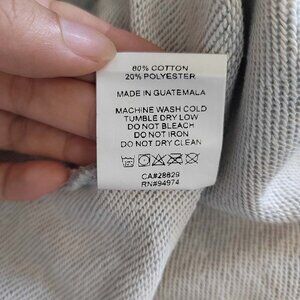 80% COTTON
20% POLYESTER
MADE IN GUATEMALA
MACHINE WASH COLD
TUMBLE DRY LOW
DO NOT BLEACH
DO NOT IRON
DO NOT DRY CLEAN
CA#28629
RN#94974